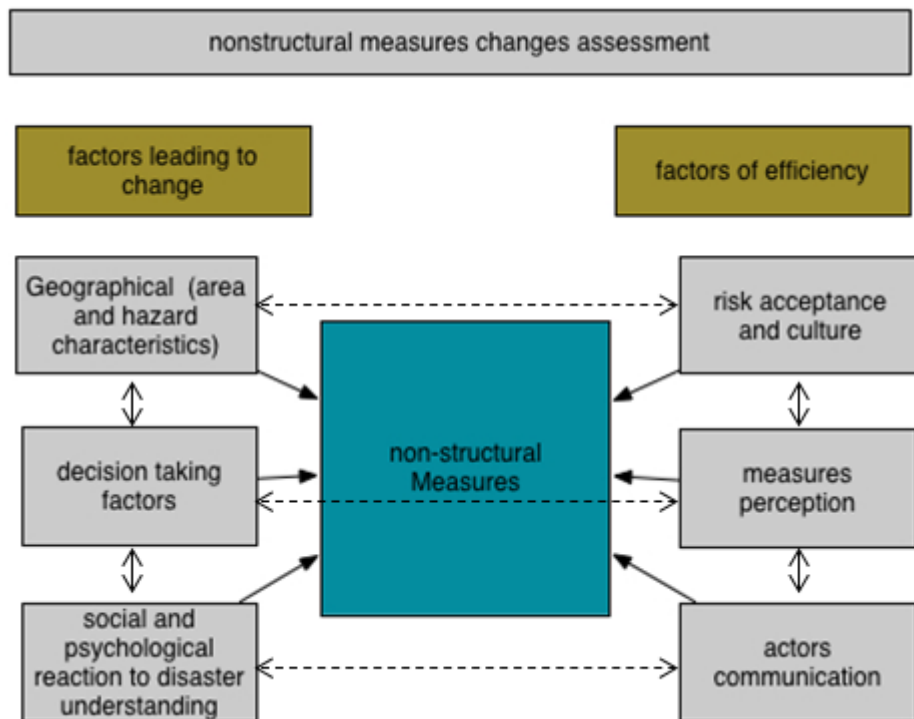 nonstructural measures changes assessment
factors leading to
change
factors of efficiency
Geographical (area
and hazard
characteristics)
risk acceptance
and culture
non-structural
Measures
decision taking
factors
measures
perception
social and
psychological
reaction to disaster
understanding
actors
communication